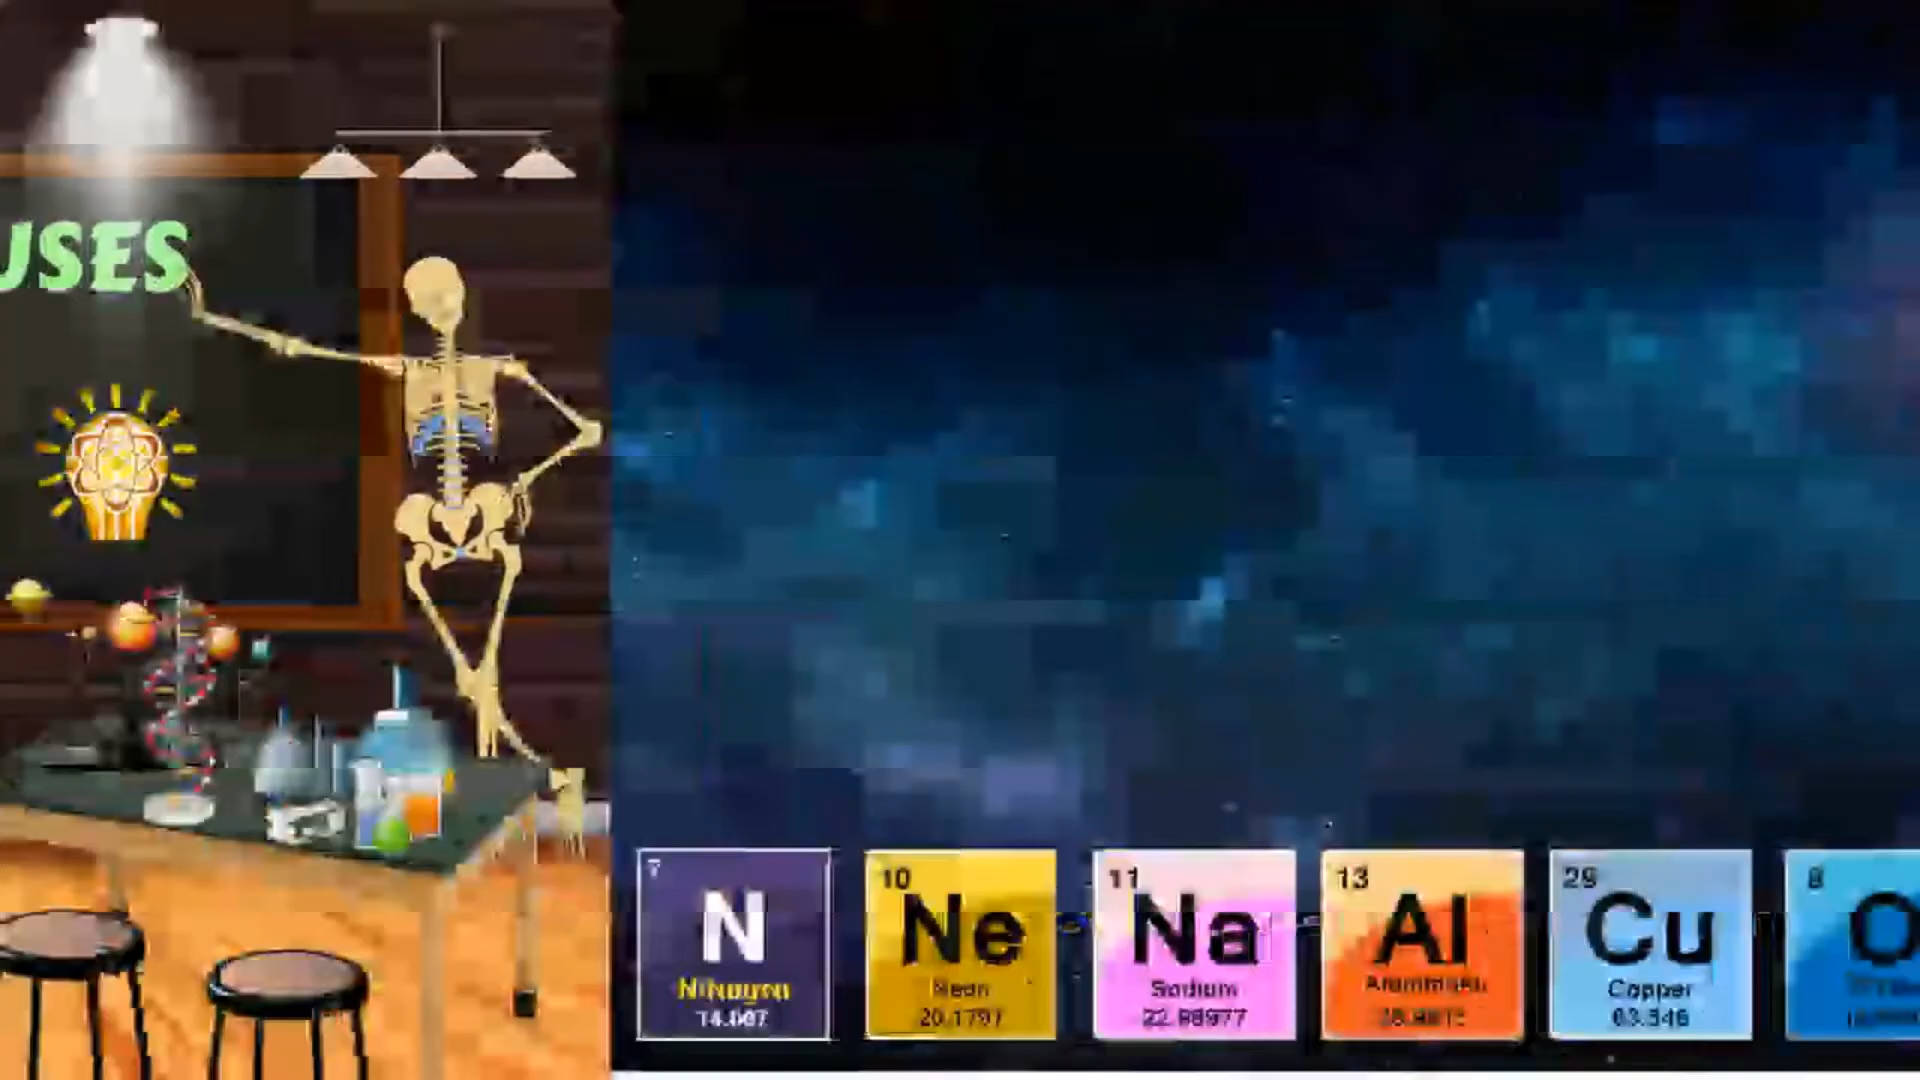 USES
7
N
14.007
10
Ne
Neon
20.1797
11
Na
Sodium
22.98977
13
Al
29
Cu
Copper
63.546
8
O